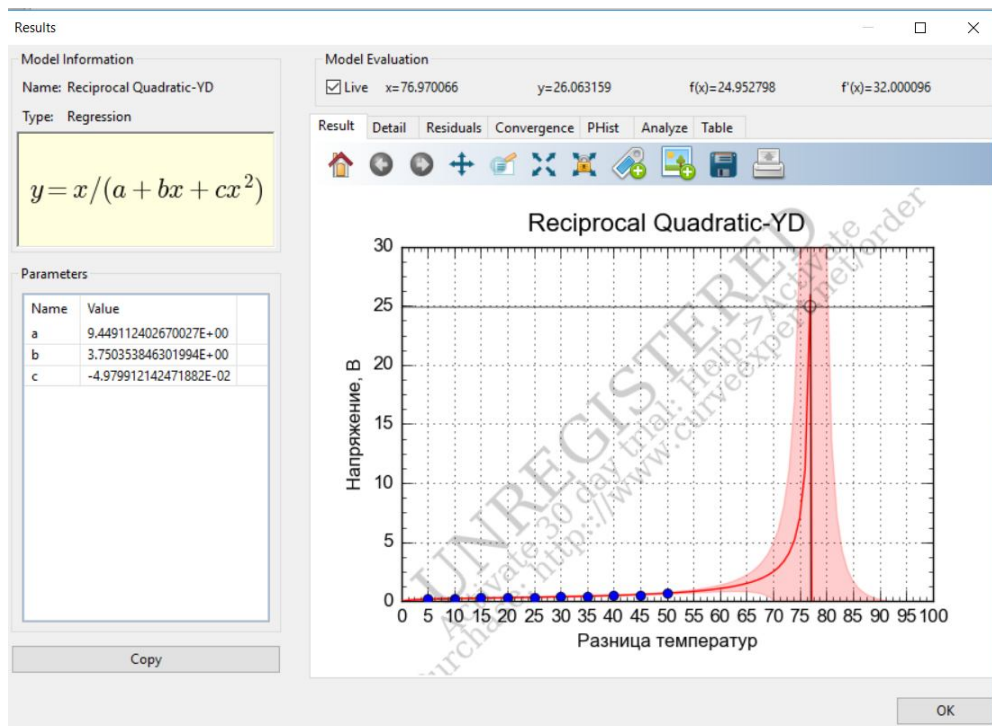 Results
Model Information
Name: Reciprocal Quadratic-YD
Type: Regression
y=x/(a+bx+cx²)
Parameters
Name Value
a 9.449112402670027E+00
b 3.750353846301994E+00
c -4.979912142471882E-02
Copy
Model Evaluation
Live x=76.970066 y=26.063159 f(x)=24.952798 f'(x)=32.000096
Result Detail Residuals Convergence PHist Analyze Table
Reciprocal Quadratic-YD
UNREGISTERED
Activate 30 day trial: Help->Activate
Purchase: http://www.curveexpert.net/order
Напряжение, В
30
25
20
15
10
5
0
0 5 10 15 20 25 30 35 40 45 50 55 60 65 70 75 80 85 90 95 100
Разница температур
OK